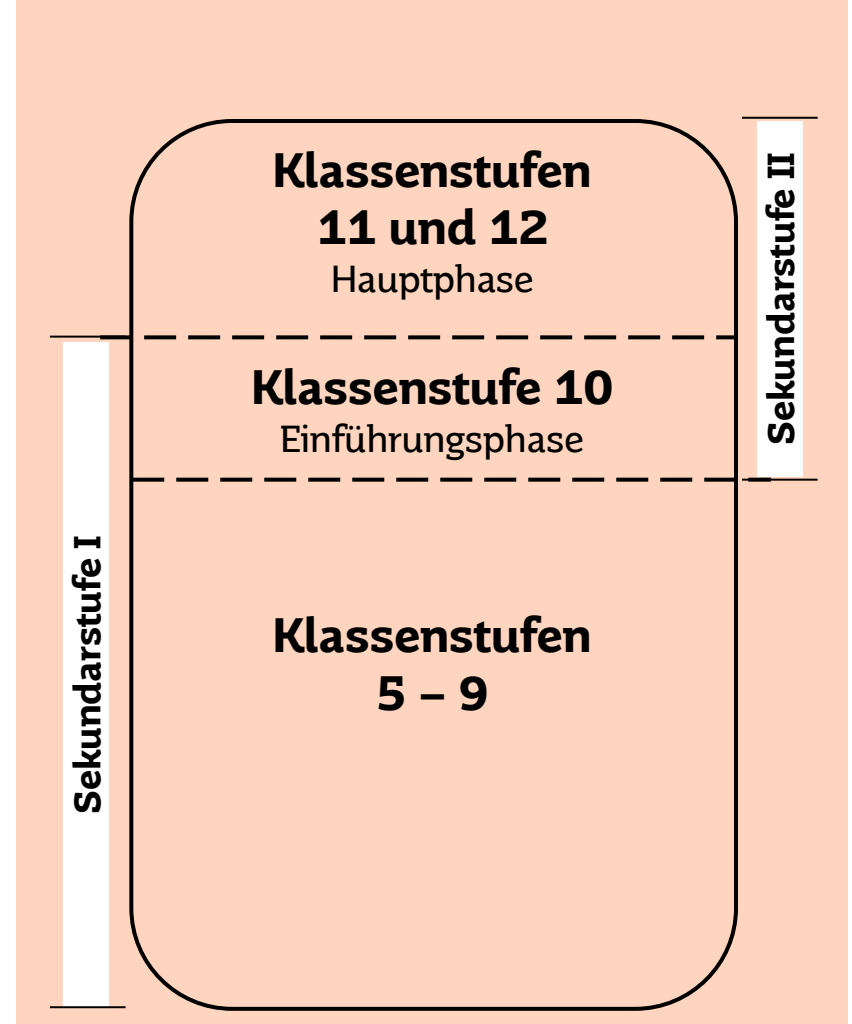 Klassenstufen
11 und 12
Hauptphase
Sekundarstufe II
Klassenstufe 10
Einführungsphase
Sekundarstufe I
Klassenstufen
5 – 9